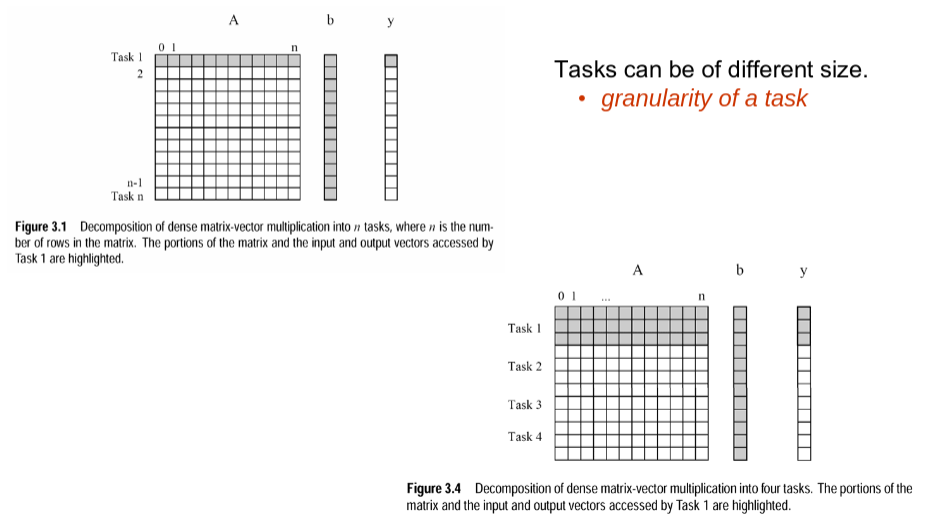 A b y
0 1 n
Task 1
2
n-1
Task n
Figure 3.1 Decomposition of dense matrix-vector multiplication into n tasks, where n is the num-
ber of rows in the matrix. The portions of the matrix and the input and output vectors accessed by
Task 1 are highlighted.
Tasks can be of different size.
• granularity of a task
A b y
0 1 ... n
Task 1
Task 2
Task 3
Task 4
Figure 3.4 Decomposition of dense matrix-vector multiplication into four tasks. The portions of the
matrix and the input and output vectors accessed by Task 1 are highlighted.